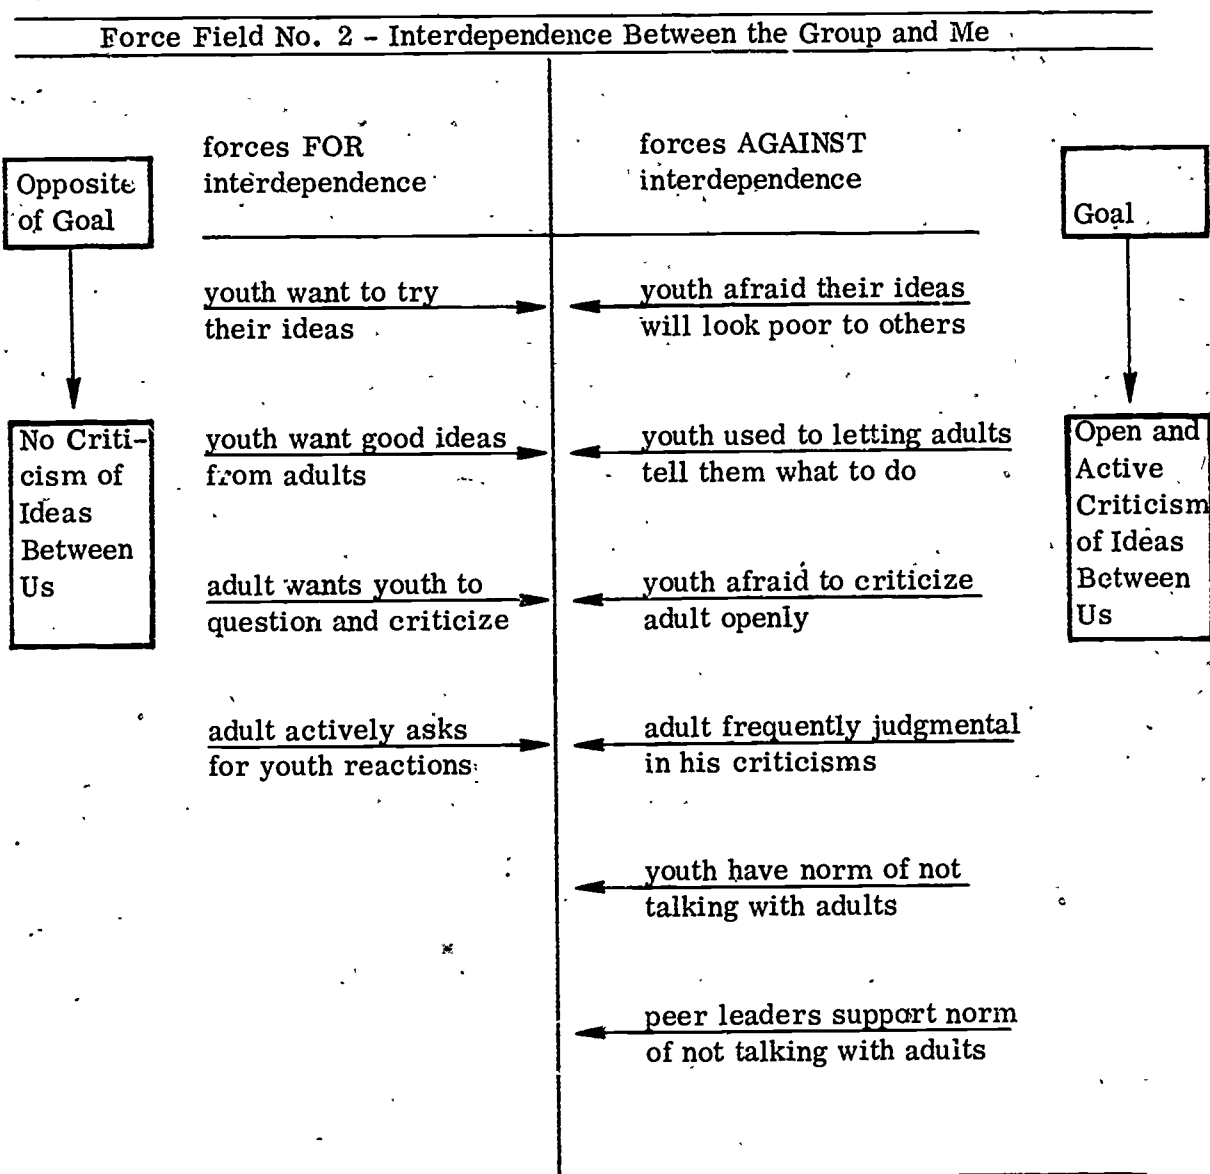 Force Field No. 2 - Interdependence Between the Group and Me
Opposite
of Goal
forces FOR
interdependence
forces AGAINST
interdependence
Goal
youth want to try
their ideas
youth afraid their ideas
will look poor to others
No Criti-
cism of
Ideas
Between
Us
youth want good ideas
from adults
youth used to letting adults
tell them what to do
Open and
Active
Criticism
of Ideas
Between
Us
adult wants youth to
question and criticize
youth afraid to criticize
adult openly
adult actively asks
for youth reactions
adult frequently judgmental
in his criticisms
youth have norm of not
talking with adults
peer leaders support norm
of not talking with adults